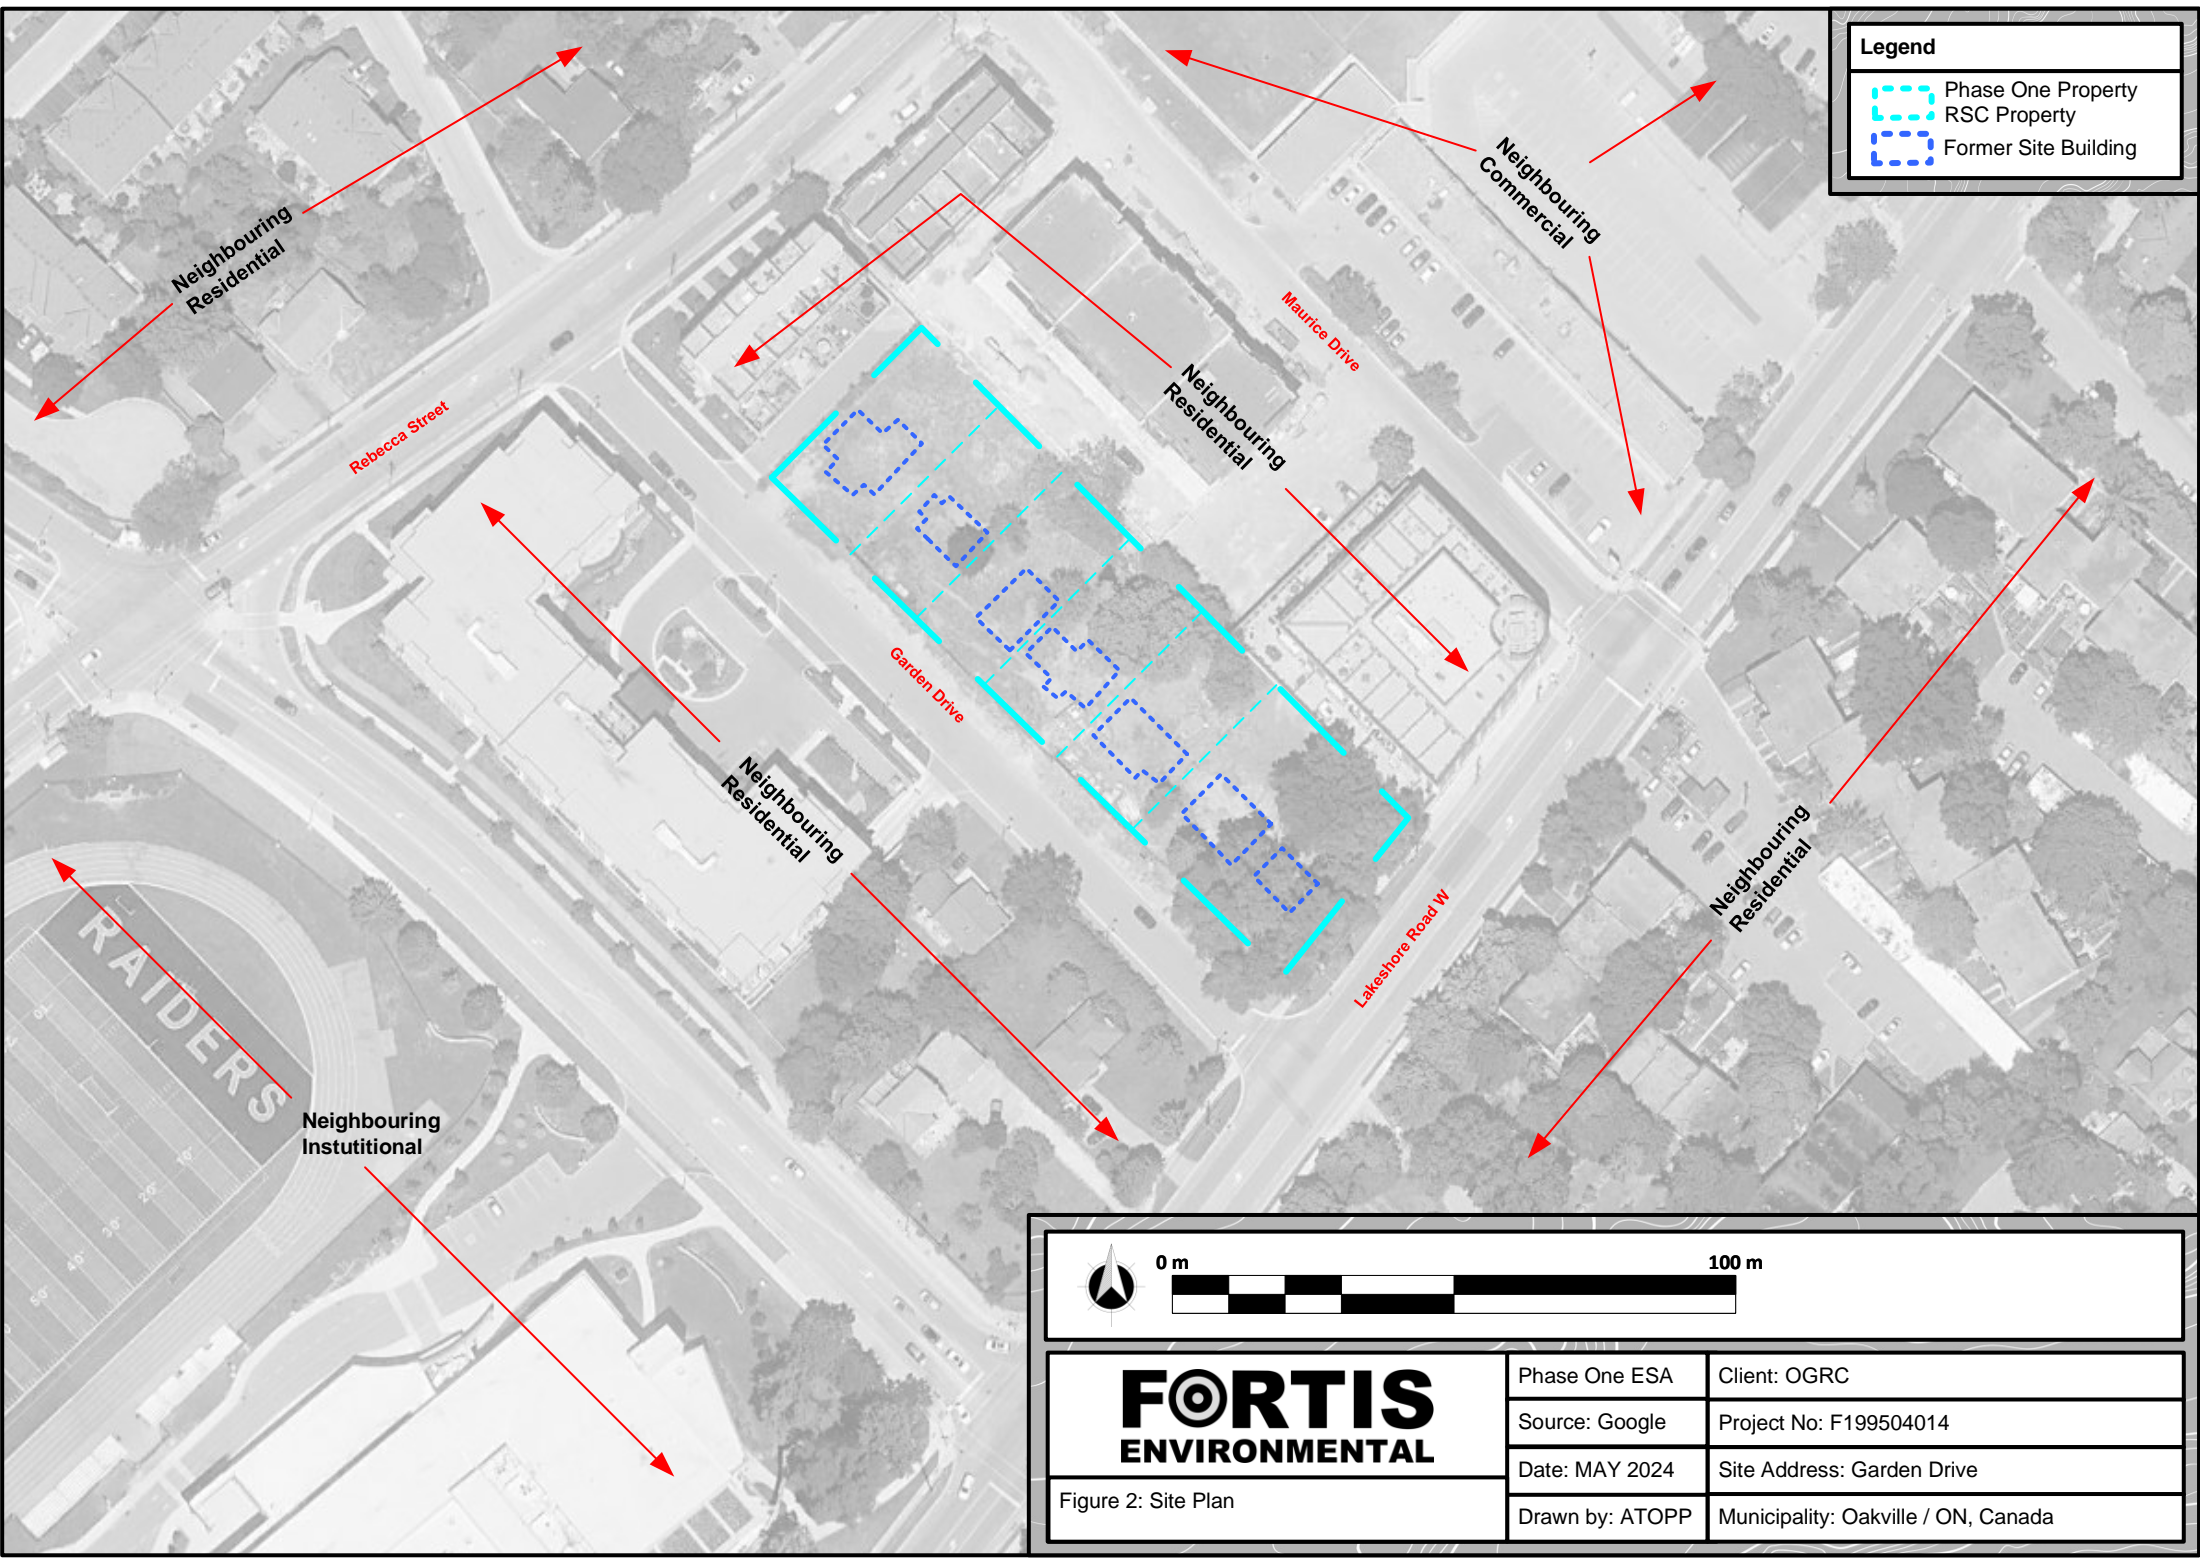 Legend
Phase One Property
RSC Property
Former Site Building
Neighbouring
Residential
Neighbouring
Commercial
Maurice Drive
Rebecca Street
Neighbouring
Residential
Garden Drive
Neighbouring
Residential
Neighbouring
Residential
Lakeshore Road W
RAIDERS
Neighbouring
Instutitional
0 m
100 m
FORTIS
ENVIRONMENTAL
Figure 2: Site Plan
Phase One ESA
Client: OGRC
Source: Google
Project No: F199504014
Date: MAY 2024
Site Address: Garden Drive
Drawn by: ATOPP
Municipality: Oakville / ON, Canada